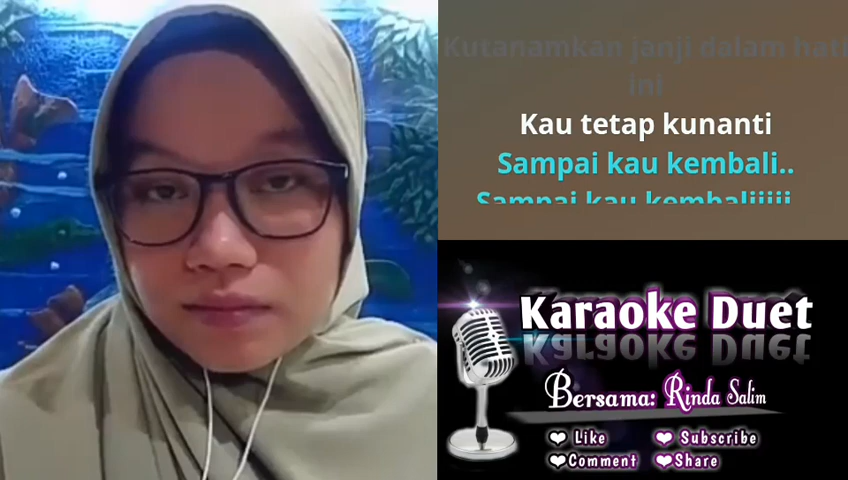 Kutanamkan janji dalam hati
ini
Kau tetap kunanti
Sampai kau kembali..
Sampai kau kembaliiiiii
Karaoke Duet
Bersama: Rinda Salim
❤ Like ❤ Subscribe
❤Comment ❤Share